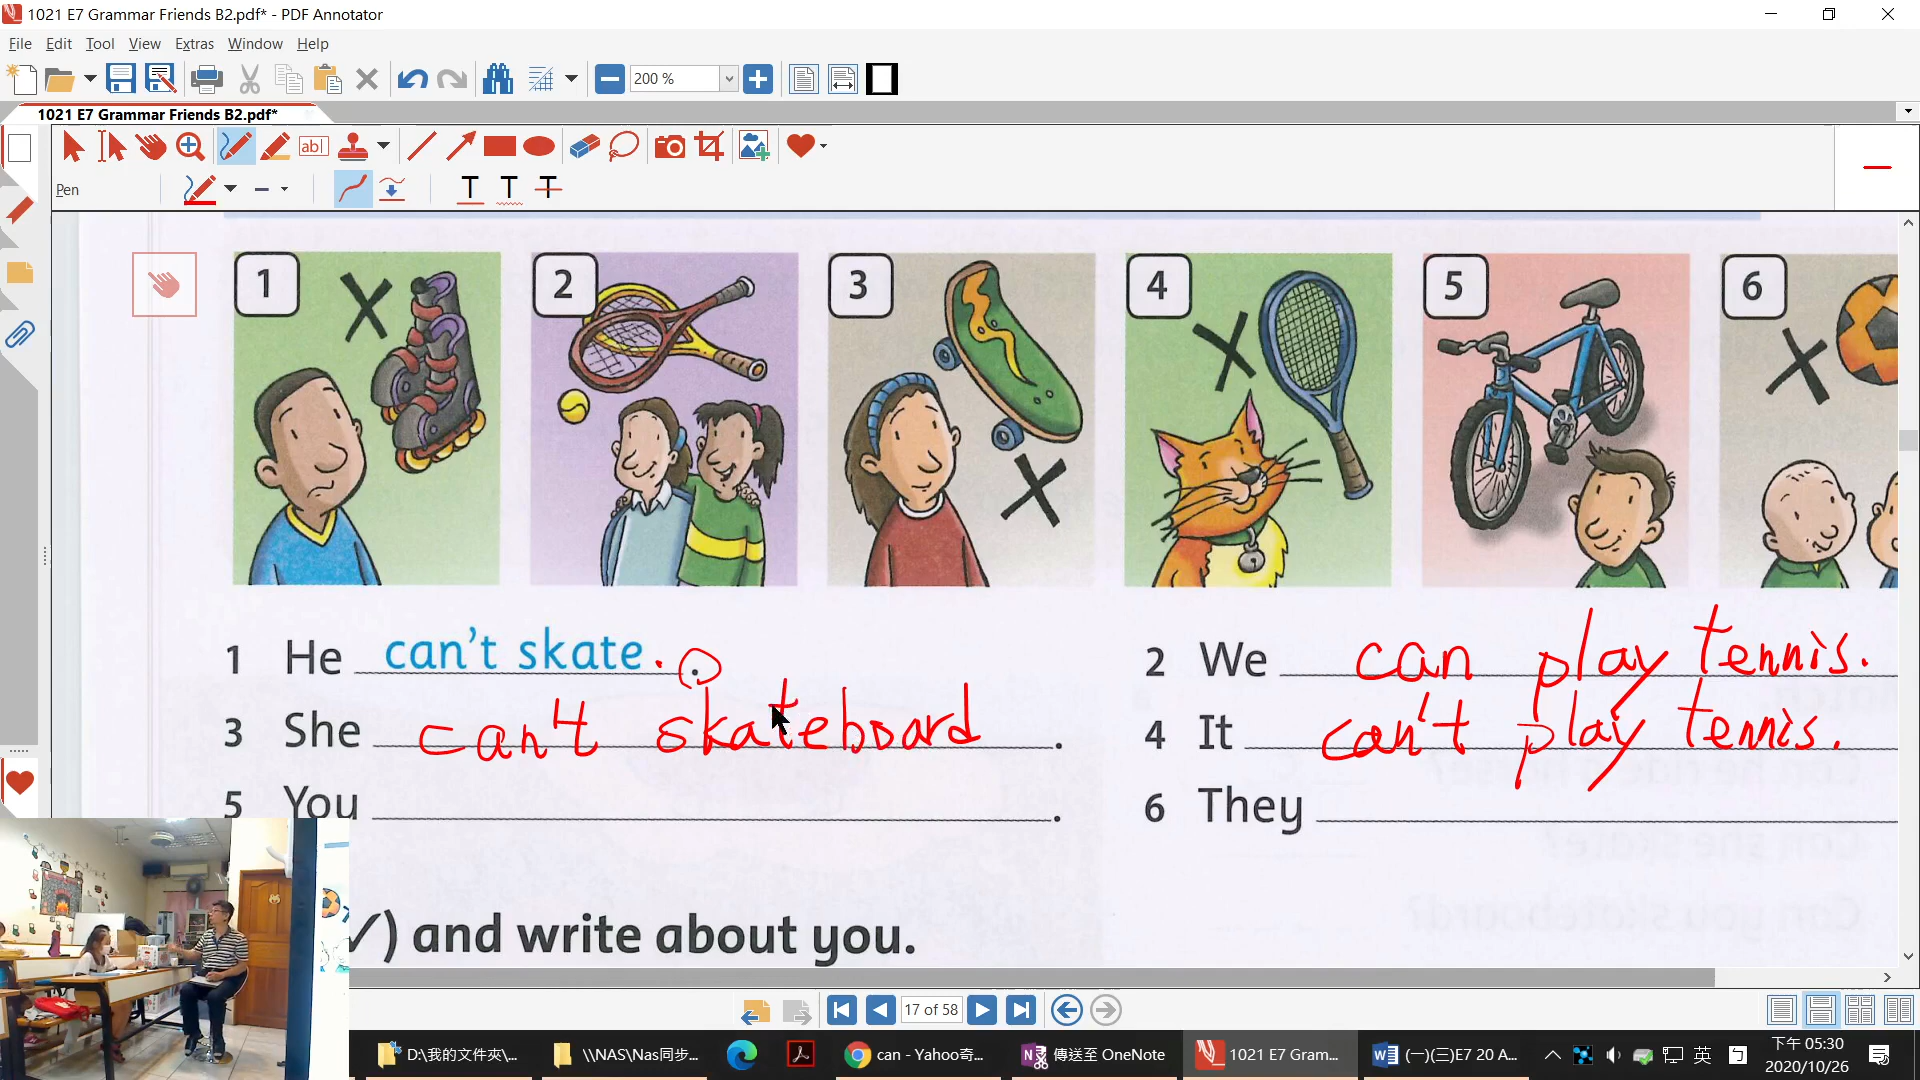 1021 E7 Grammar Friends B2.pdf* - PDF Annotator
File Edit Tool View Extras Window Help
200 %
1021 E7 Grammar Friends B2.pdf*
ab|
Pen
T T T
1 2 3 4 5 6
1 He can't skate. .
2 We can play tennis.
3 She can't skateboard .
4 It can't play tennis.
5 You .
6 They
✓) and write about you.
17 of 58
D:\我的文件夾\... \\NAS\Nas同步... can - Yahoo奇... 傳送至 OneNote 1021 E7 Gram... (一)(三)E7 20 A... 英 下午 05:30
2020/10/26